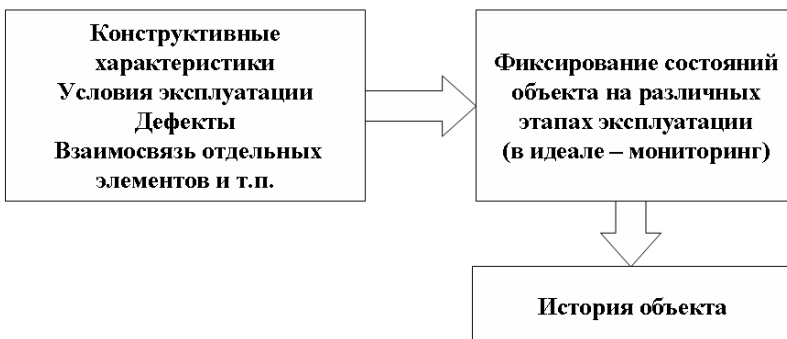 Конструктивные
характеристики
Условия эксплуатации
Дефекты
Взаимосвязь отдельных
элементов и т.п.
Фиксирование состояний
объекта на различных
этапах эксплуатации
(в идеале – мониторинг)
История объекта